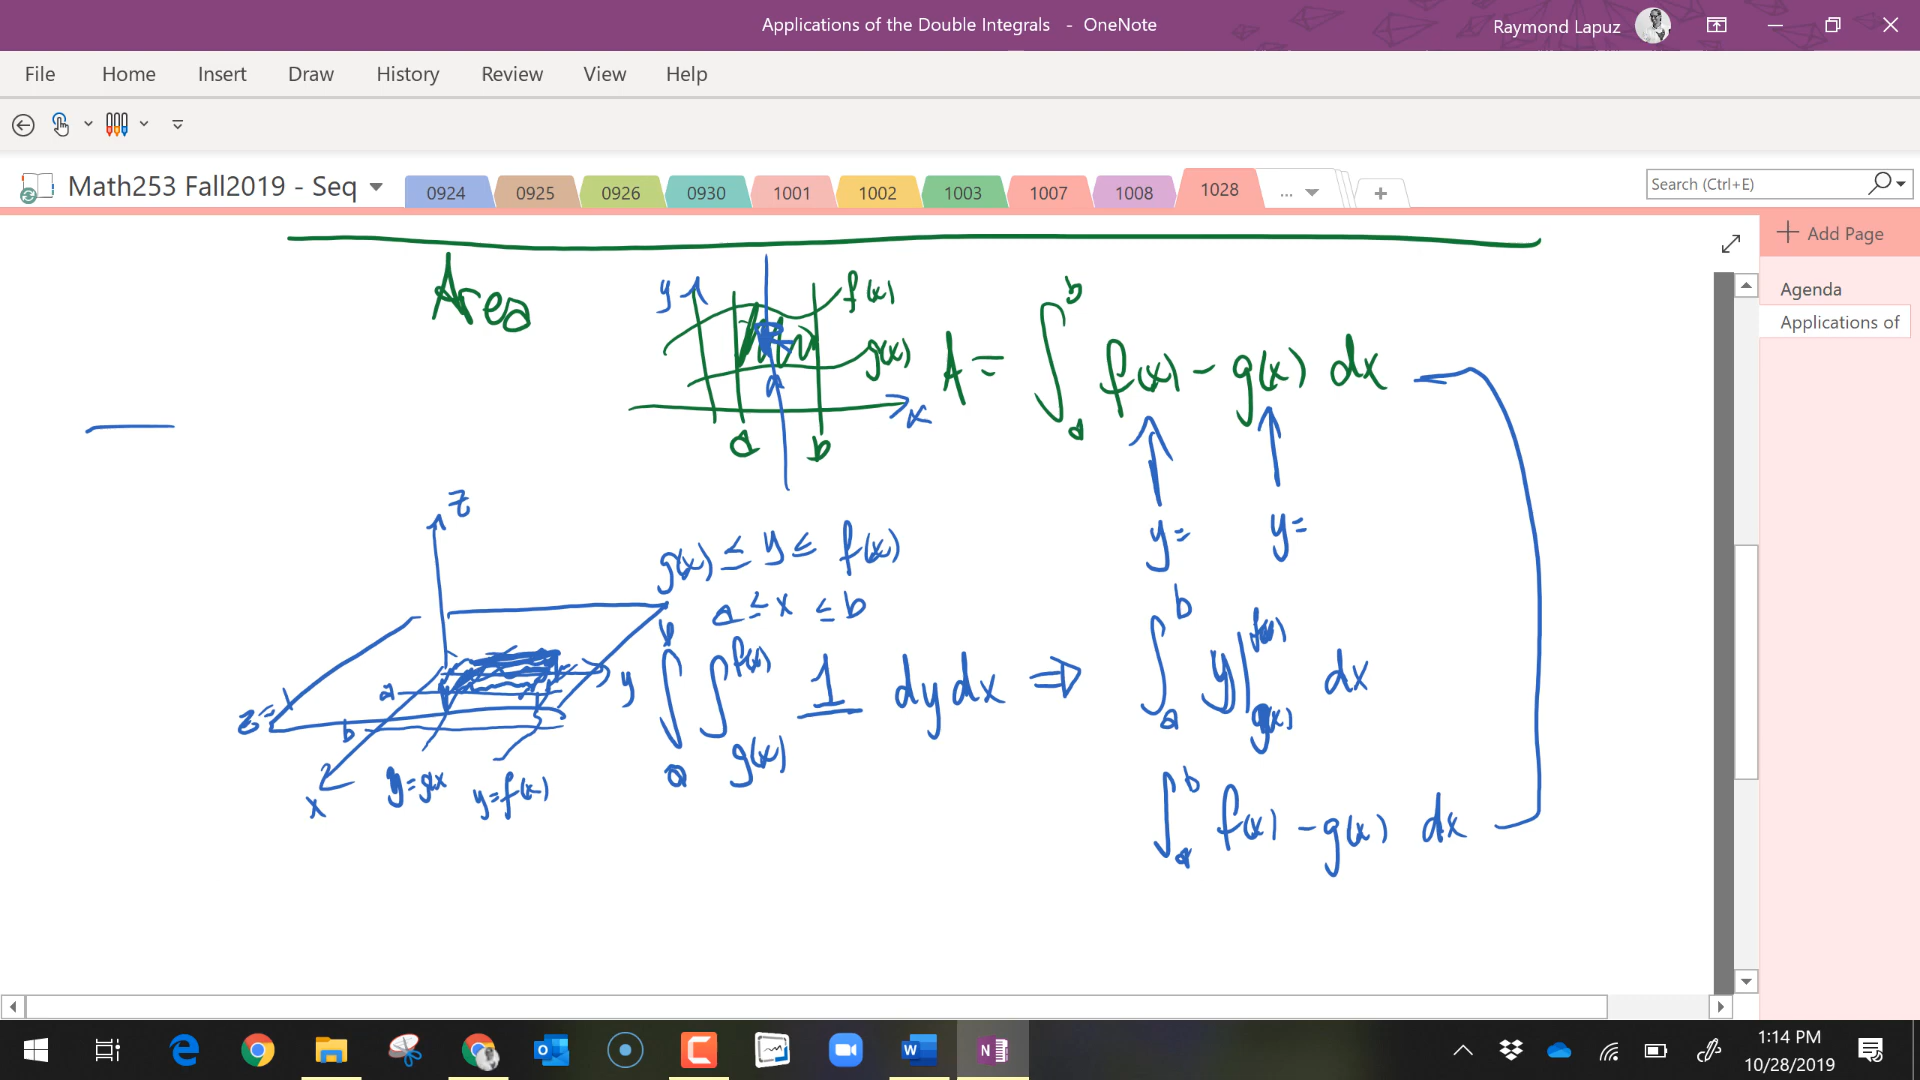 Applications of the Double Integrals - OneNote
Raymond Lapuz
File Home Insert Draw History Review View Help
Math253 Fall2019 - Seq
0924 0925 0926 0930 1001 1002 1003 1007 1008 1028 ... +
Search (Ctrl+E)
+ Add Page
Agenda
Applications of
Area
y
f(x)
g(x)
x
a b
A = ∫_a^b f(x) - g(x) dx
y= y=
z
g(x) ≤ y ≤ f(x)
a ≤ x ≤ b
z=1
a
b
y
x
y=gx
y=f(x)
∫_a^b ∫_{g(x)}^{f(x)} 1 dy dx ⇒ ∫_a^b y|_{g(x)}^{f(x)} dx
∫_a^b f(x) - g(x) dx
1:14 PM
10/28/2019